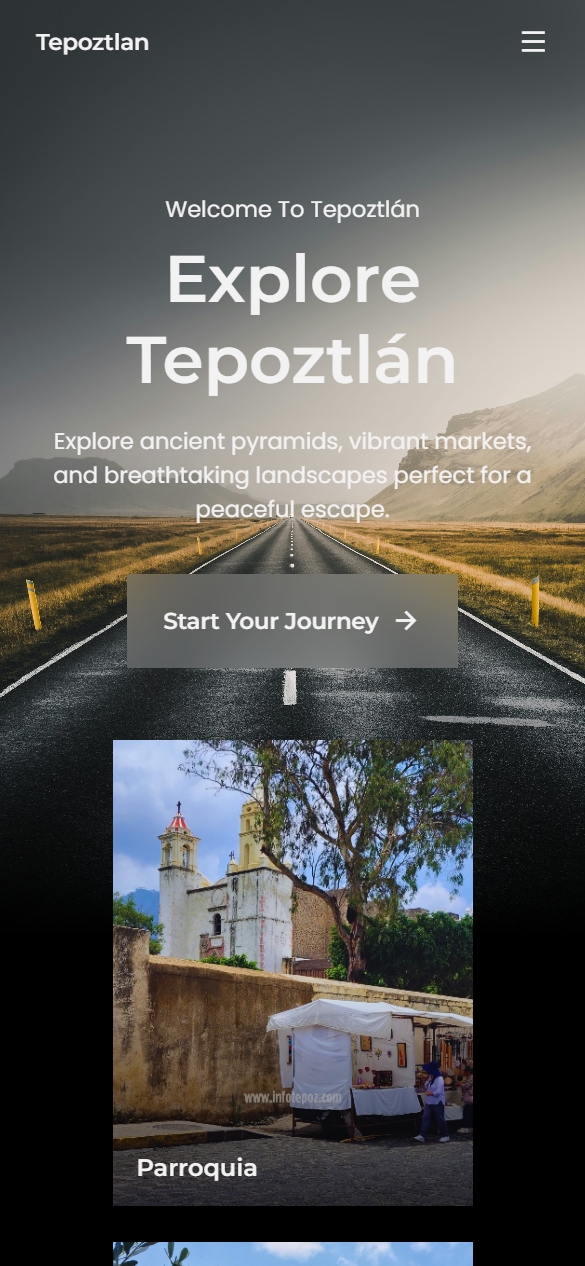 Tepoztlan
Welcome To Tepoztlán
Explore
Tepoztlán
Explore ancient pyramids, vibrant markets,
and breathtaking landscapes perfect for a
peaceful escape.
Start Your Journey
www.infotepoz.com
Parroquia